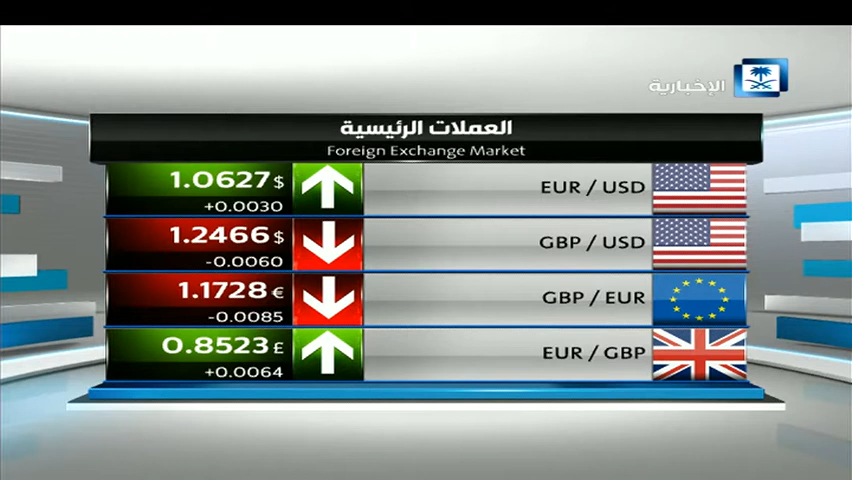 الإخبارية
العملات الرئيسية
Foreign Exchange Market
1.0627 $
+0.0030
EUR / USD
1.2466 $
-0.0060
GBP / USD
1.1728 €
-0.0085
GBP / EUR
0.8523 £
+0.0064
EUR / GBP